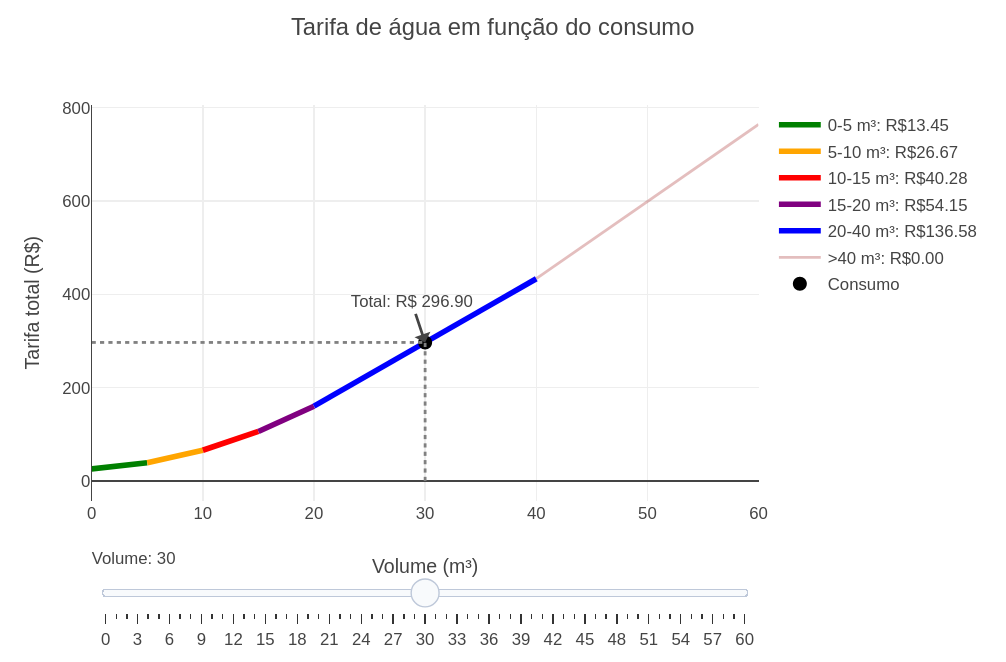 Tarifa de água em função do consumo
Tarifa total (R$)
800
600
400
200
0
0 10 20 30 40 50 60
Total: R$ 296.90
0-5 m³: R$13.45
5-10 m³: R$26.67
10-15 m³: R$40.28
15-20 m³: R$54.15
20-40 m³: R$136.58
>40 m³: R$0.00
Consumo
Volume: 30
Volume (m³)
0 3 6 9 12 15 18 21 24 27 30 33 36 39 42 45 48 51 54 57 60